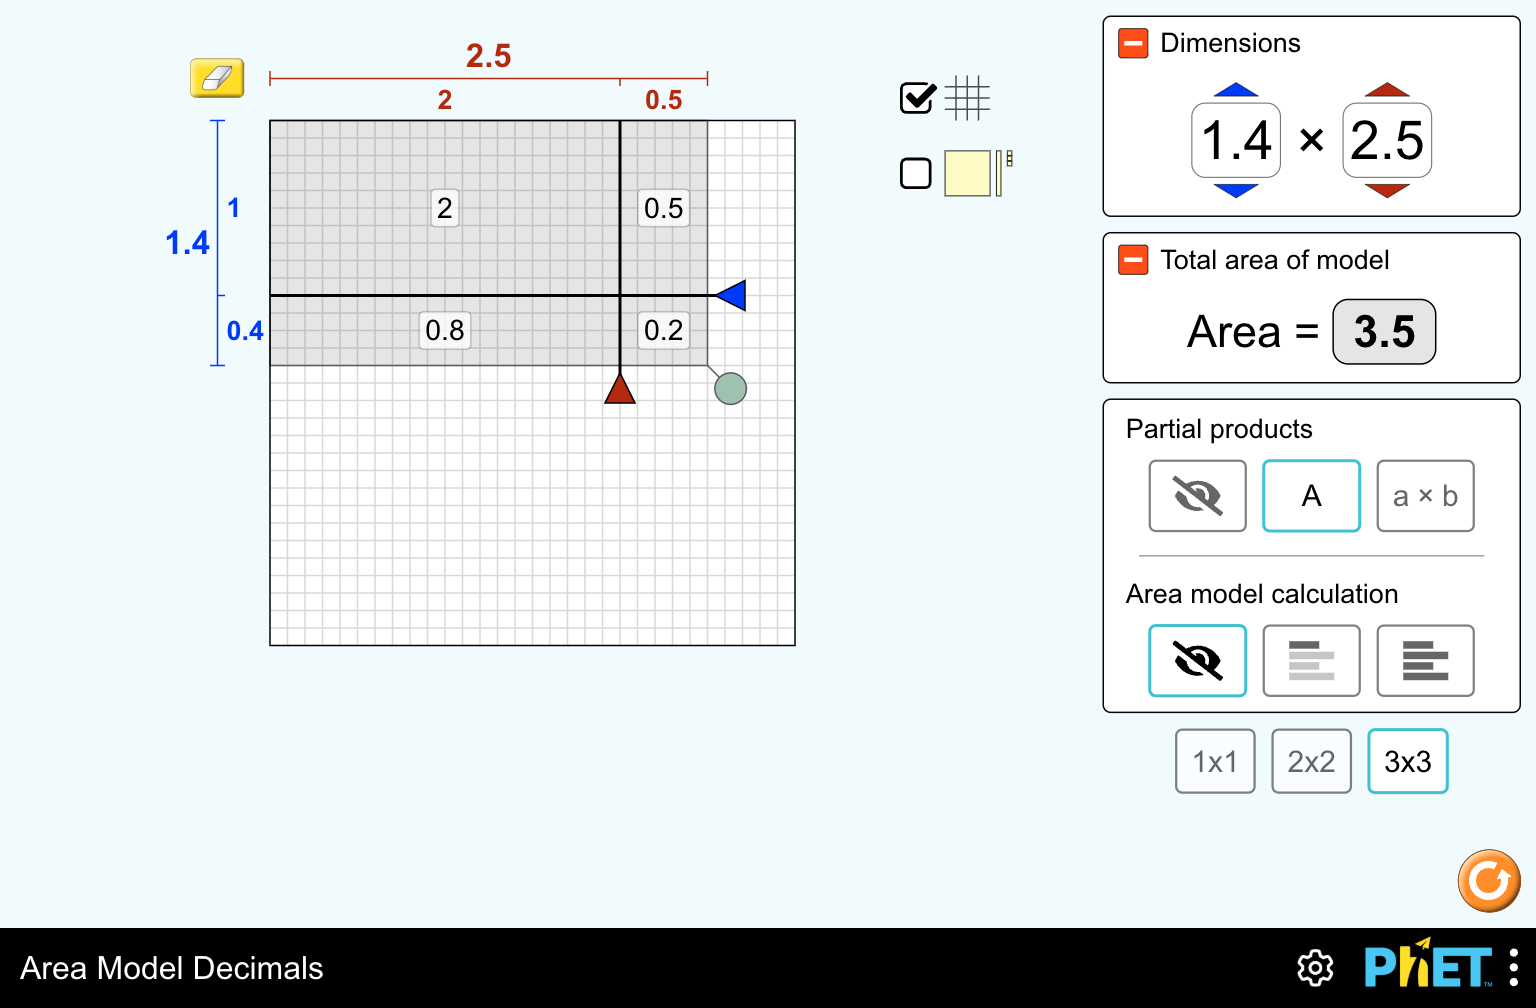 2.5
2 0.5
1.4
1
0.4
2 0.5
0.8 0.2
Dimensions
1.4 × 2.5
Total area of model
Area = 3.5
Partial products
A
a × b
Area model calculation
1x1 2x2 3x3
Area Model Decimals
PhET™